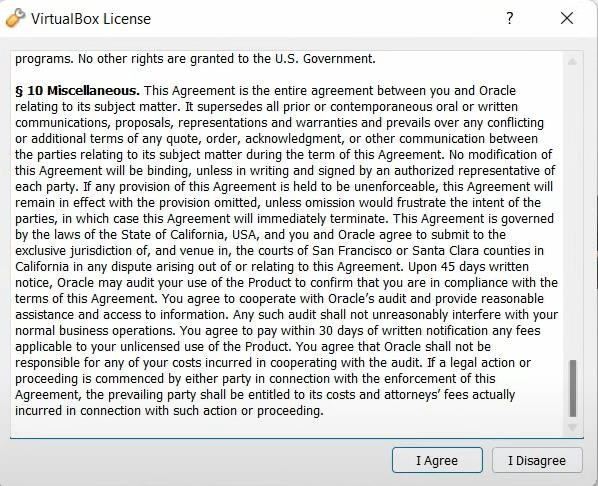 VirtualBox License
?
programs. No other rights are granted to the U.S. Government.
§ 10 Miscellaneous. This Agreement is the entire agreement between you and Oracle
relating to its subject matter. It supersedes all prior or contemporaneous oral or written
communications, proposals, representations and warranties and prevails over any conflicting
or additional terms of any quote, order, acknowledgment, or other communication between
the parties relating to its subject matter during the term of this Agreement. No modification of
this Agreement will be binding, unless in writing and signed by an authorized representative of
each party. If any provision of this Agreement is held to be unenforceable, this Agreement will
remain in effect with the provision omitted, unless omission would frustrate the intent of the
parties, in which case this Agreement will immediately terminate. This Agreement is governed
by the laws of the State of California, USA, and you and Oracle agree to submit to the
exclusive jurisdiction of, and venue in, the courts of San Francisco or Santa Clara counties in
California in any dispute arising out of or relating to this Agreement. Upon 45 days written
notice, Oracle may audit your use of the Product to confirm that you are in compliance with the
terms of this Agreement. You agree to cooperate with Oracle's audit and provide reasonable
assistance and access to information. Any such audit shall not unreasonably interfere with your
normal business operations. You agree to pay within 30 days of written notification any fees
applicable to your unlicensed use of the Product. You agree that Oracle shall not be
responsible for any of your costs incurred in cooperating with the audit. If a legal action or
proceeding is commenced by either party in connection with the enforcement of this
Agreement, the prevailing party shall be entitled to its costs and attorneys' fees actually
incurred in connection with such action or proceeding.
I Agree
I Disagree